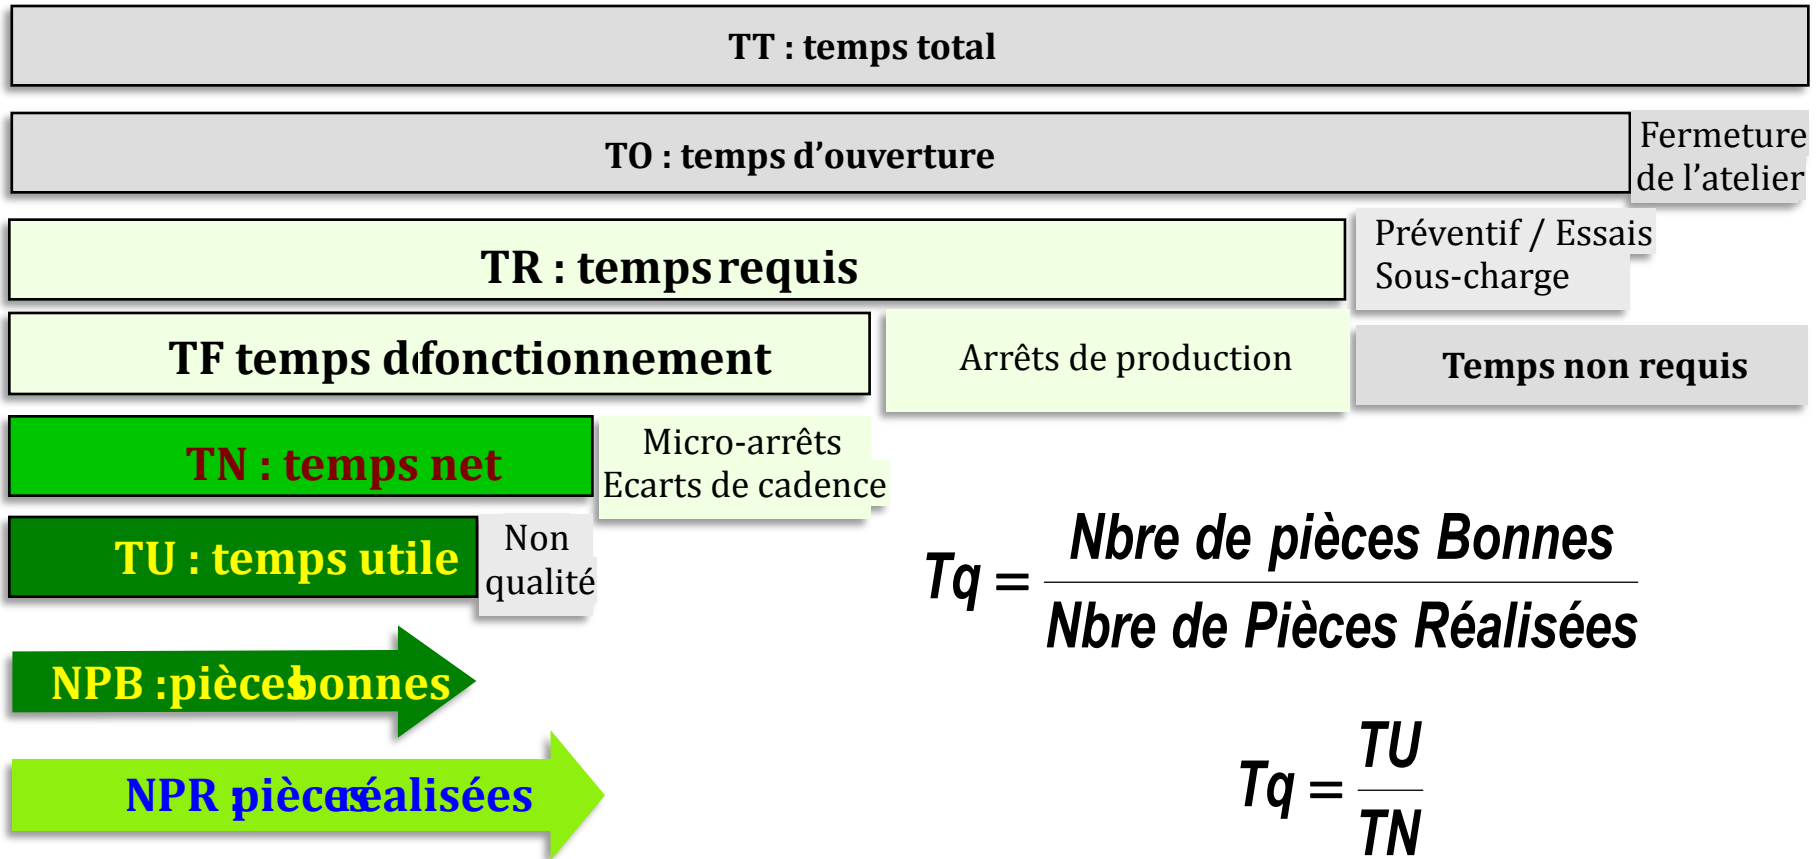 TT : temps total
TO : temps d’ouverture
Fermeture
de l’atelier
TR : temps requis
Préventif / Essais
Sous-charge
TF temps de fonctionnement
Arrêts de production
Temps non requis
TN : temps net
Micro-arrêts
Ecarts de cadence
TU : temps utile
Non
qualité
Tq = Nbre de pièces Bonnes
Nbre de Pièces Réalisées
NPB : pièces bonnes
NPR : pièces réalisées
Tq = TU
TN